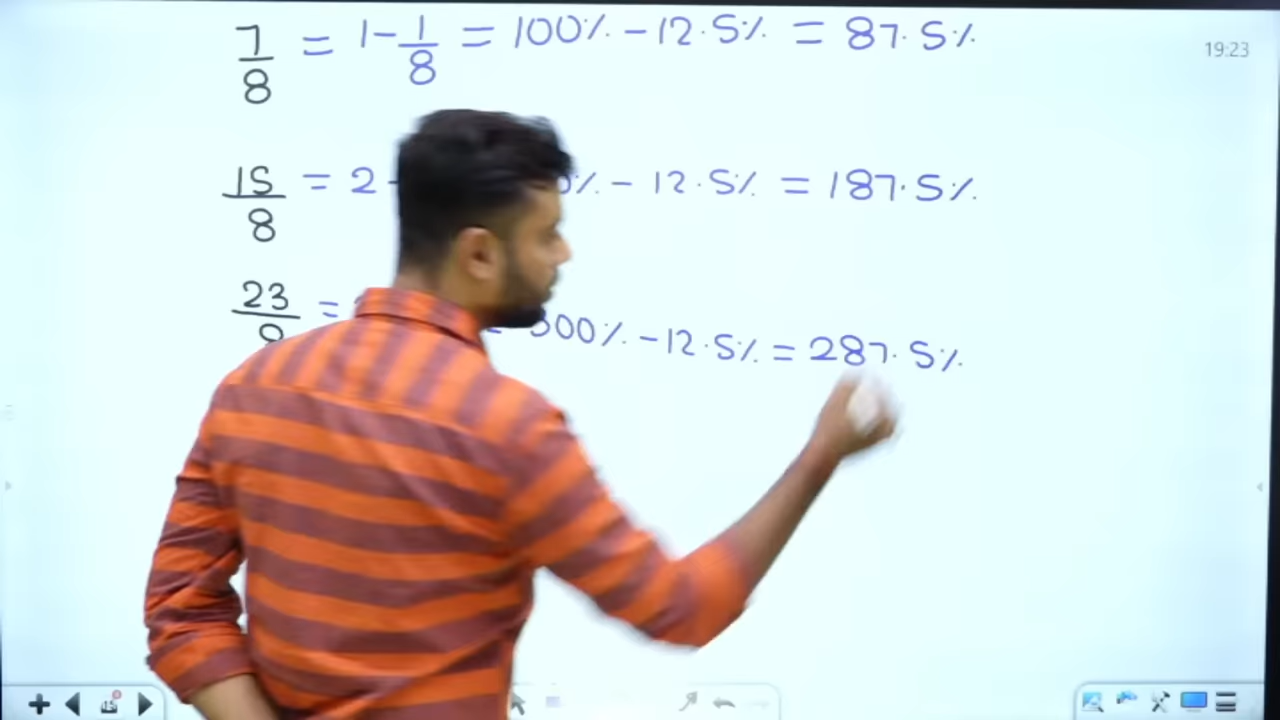 7/8 = 1 - 1/8 = 100% - 12.5% = 87.5%
19:23
15/8 = 2 % - 12.5% = 187.5%
23 = 300% - 12.5% = 287.5%